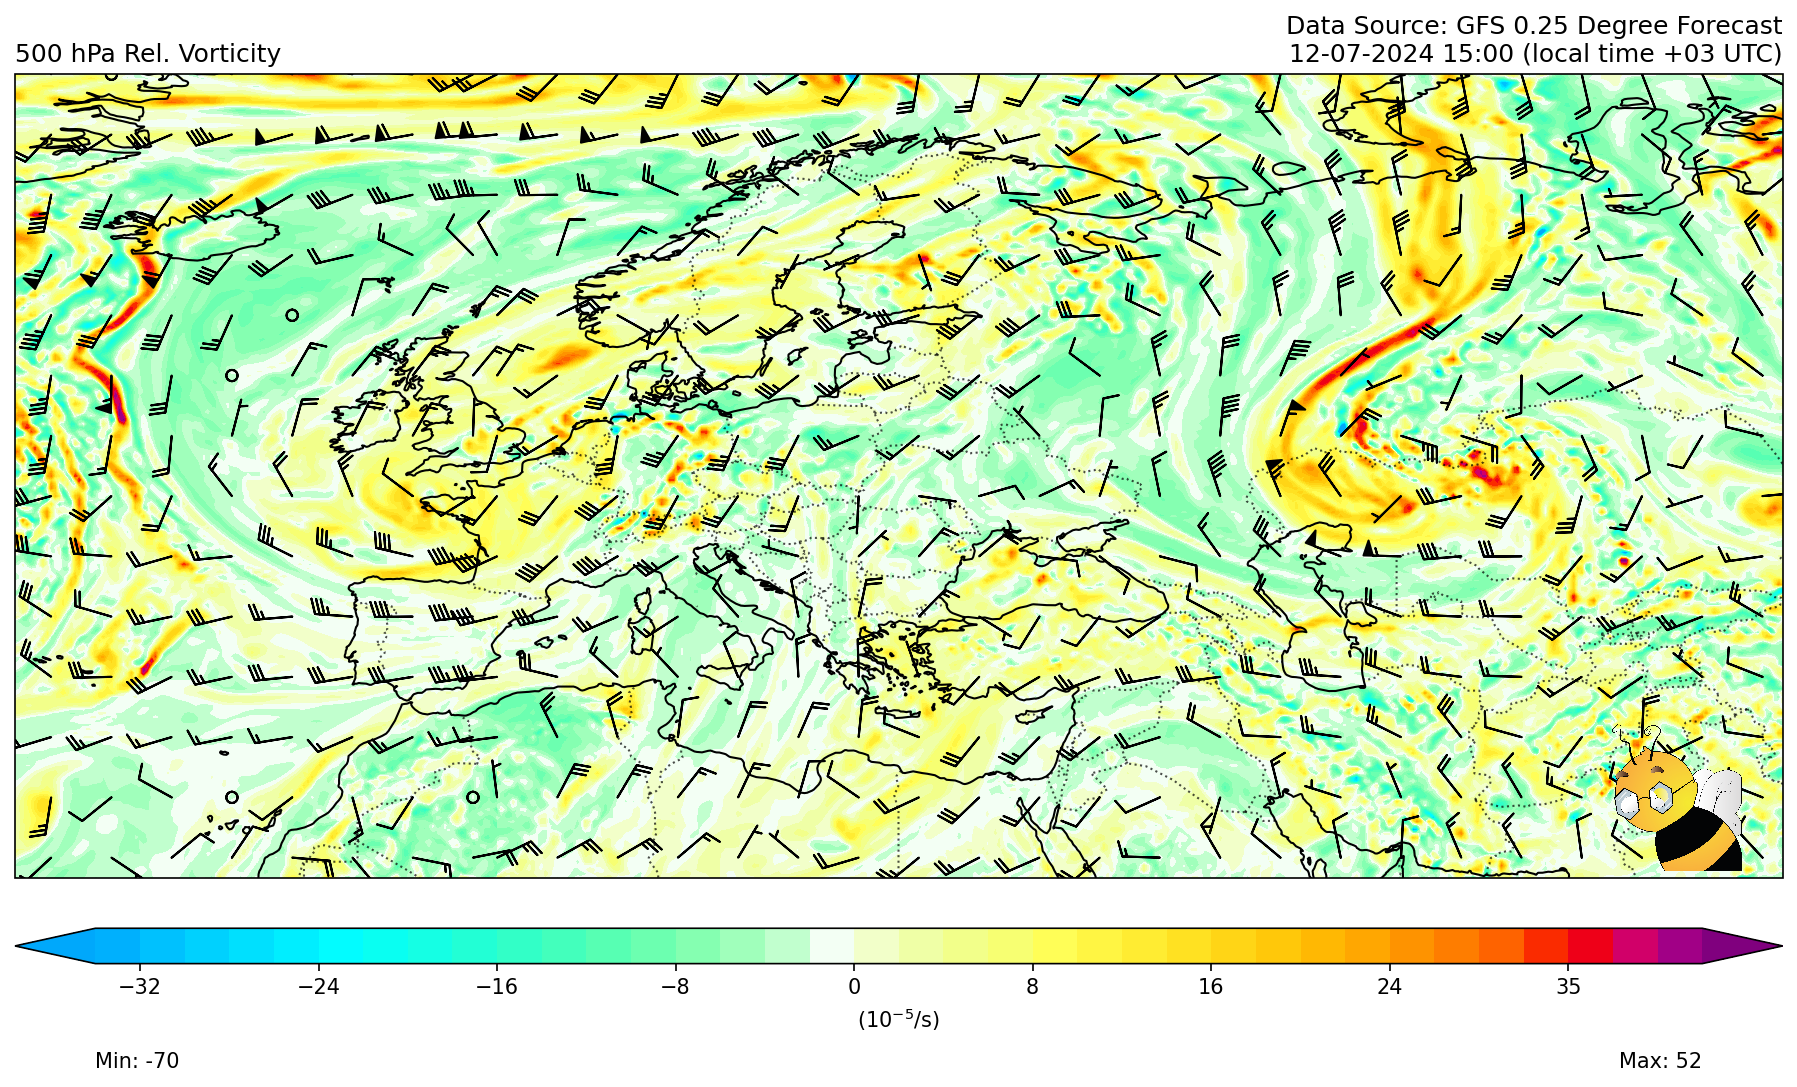 Data Source: GFS 0.25 Degree Forecast
500 hPa Rel. Vorticity
12-07-2024 15:00 (local time +03 UTC)
−32 −24 −16 −8 0 8 16 24 35
(10⁻⁵/s)
Min: -70
Max: 52